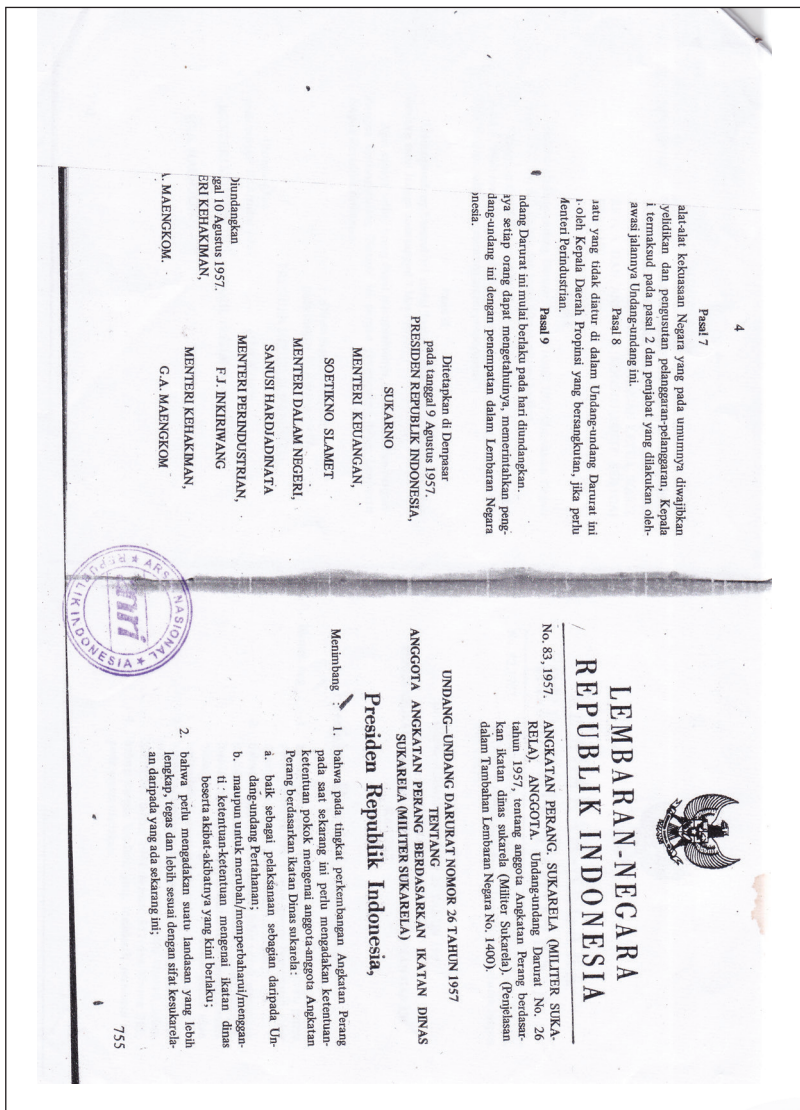 4
Pasal 7
alat-alat kekuasaan Negara yang pada umumnya diwajibkan
yelidikan dan pengusutan pelanggaran-pelanggaran, Kepala
i termaksud pada pasal 2 dan penjabat yang dilakukan oleh-
awasi jalannya Undang-undang ini.
Pasal 8
uatu yang tidak diatur di dalam Undang-undang Darurat ini
oleh Kepala Daerah Propinsi yang bersangkutan, jika perlu
Menteri Perindustrian.
Pasal 9
ndang Darurat ini mulai berlaku pada hari diundangkan.
aya setiap orang dapat mengetahuinya, memerintahkan peng-
dang-undang ini dengan penempatan dalam Lembaran Negara
onesia.
Ditetapkan di Denpasar
pada tanggal 9 Agustus 1957.
PRESIDEN REPUBLIK INDONESIA,
SUKARNO
MENTERI KEUANGAN,
SOETIKNO SLAMET
MENTERI DALAM NEGERI,
SANUSI HARDJADINATA
MENTERI PERINDUSTRIAN,
F.J. INKIRIWANG
MENTERI KEHAKIMAN,
G.A. MAENGKOM
Diundangkan
ggal 10 Agustus 1957.
ERI KEHAKIMAN,
A. MAENGKOM.
LEMBARAN-NEGARA
REPUBLIK INDONESIA
No. 83, 1957. ANGKATAN PERANG. SUKARELA (MILITER SUKA-
RELA). ANGGOTA. Undang-undang Darurat No. 26
tahun 1957, tentang anggota Angkatan Perang berdasar-
kan ikatan dinas sukarela (Militer Sukarela). (Penjelasan
dalam Tambahan Lembaran Negara No. 1400).
UNDANG—UNDANG DARURAT NOMOR 26 TAHUN 1957
TENTANG
ANGGOTA ANGKATAN PERANG BERDASARKAN IKATAN DINAS
SUKARELA (MILITER SUKARELA)
Presiden Republik Indonesia,
Menimbang : 1. bahwa pada tingkat perkembangan Angkatan Perang
pada saat sekarang ini perlu mengadakan ketentuan-
ketentuan pokok mengenai anggota-anggota Angkatan
Perang berdasarkan ikatan Dinas sukarela:
a. baik sebagai pelaksanaan sebagian daripada Un-
dang-undang Pertahanan;
b. maupun untuk merubah/memperbaharui/menggan-
ti ketentuan-ketentuan mengenai ikatan dinas
beserta akibat-akibatnya yang kini berlaku;
2. bahwa perlu mengadakan suatu landasan yang lebih
lengkap, tegas dan lebih sesuai dengan sifat kesukarela-
an daripada yang ada sekarang ini;
755
ARSIP NASIONAL
REPUBLIK INDONESIA
anri